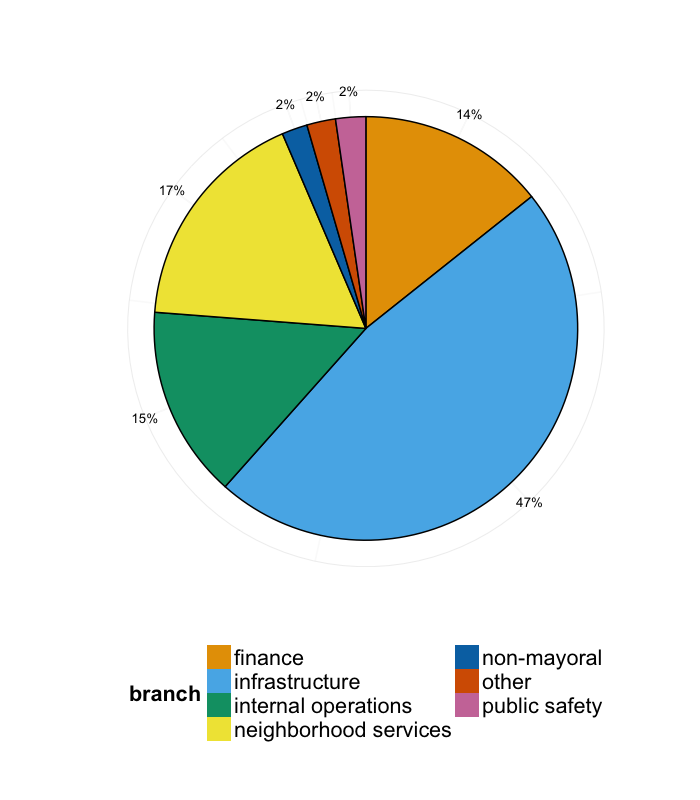 2%
2%
2%
14%
17%
15%
47%
branch
finance
infrastructure
internal operations
neighborhood services
non-mayoral
other
public safety